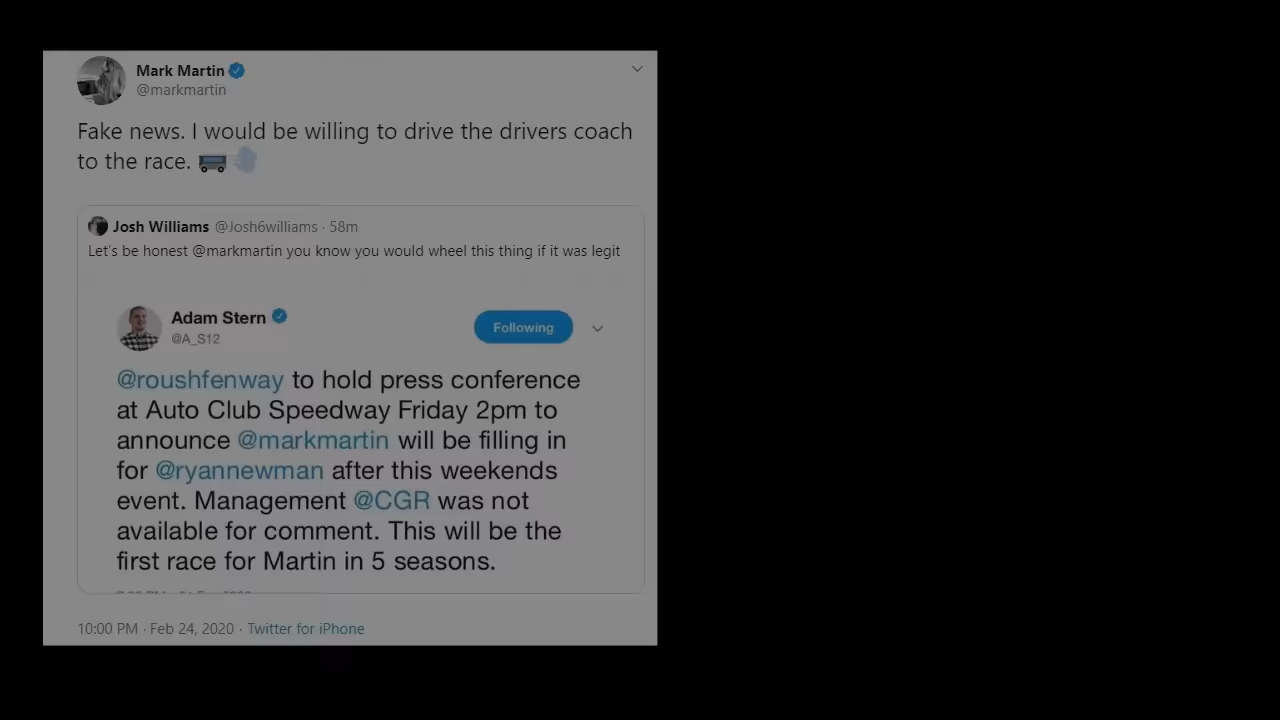 Mark Martin
@markmartin
Fake news. I would be willing to drive the drivers coach
to the race.
Josh Williams @Josh6williams · 58m
Let's be honest @markmartin you know you would wheel this thing if it was legit
Adam Stern
@A_S12
Following
@roushfenway to hold press conference
at Auto Club Speedway Friday 2pm to
announce @markmartin will be filling in
for @ryannewman after this weekends
event. Management @CGR was not
available for comment. This will be the
first race for Martin in 5 seasons.
10:00 PM · Feb 24, 2020 · Twitter for iPhone